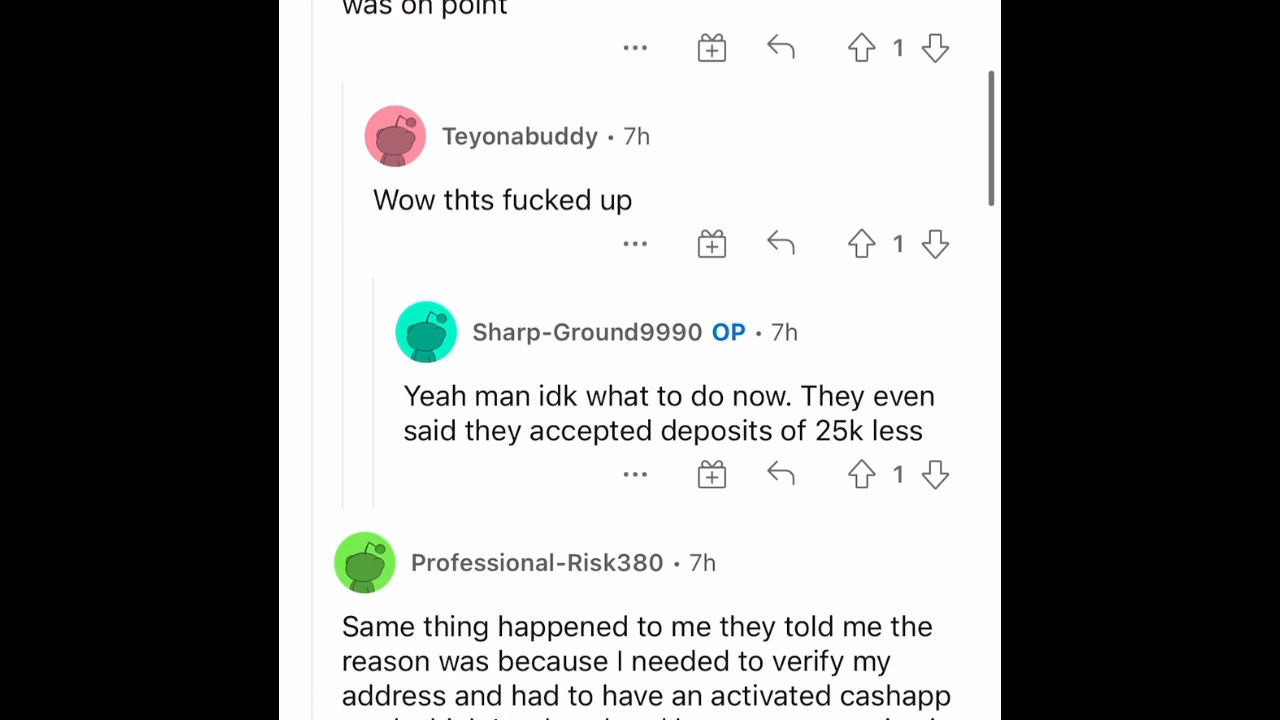 was on point
1
Teyonabuddy • 7h
Wow thts fucked up
1
Sharp-Ground9990 OP • 7h
Yeah man idk what to do now. They even
said they accepted deposits of 25k less
1
Professional-Risk380 • 7h
Same thing happened to me they told me the
reason was because I needed to verify my
address and had to have an activated cashapp